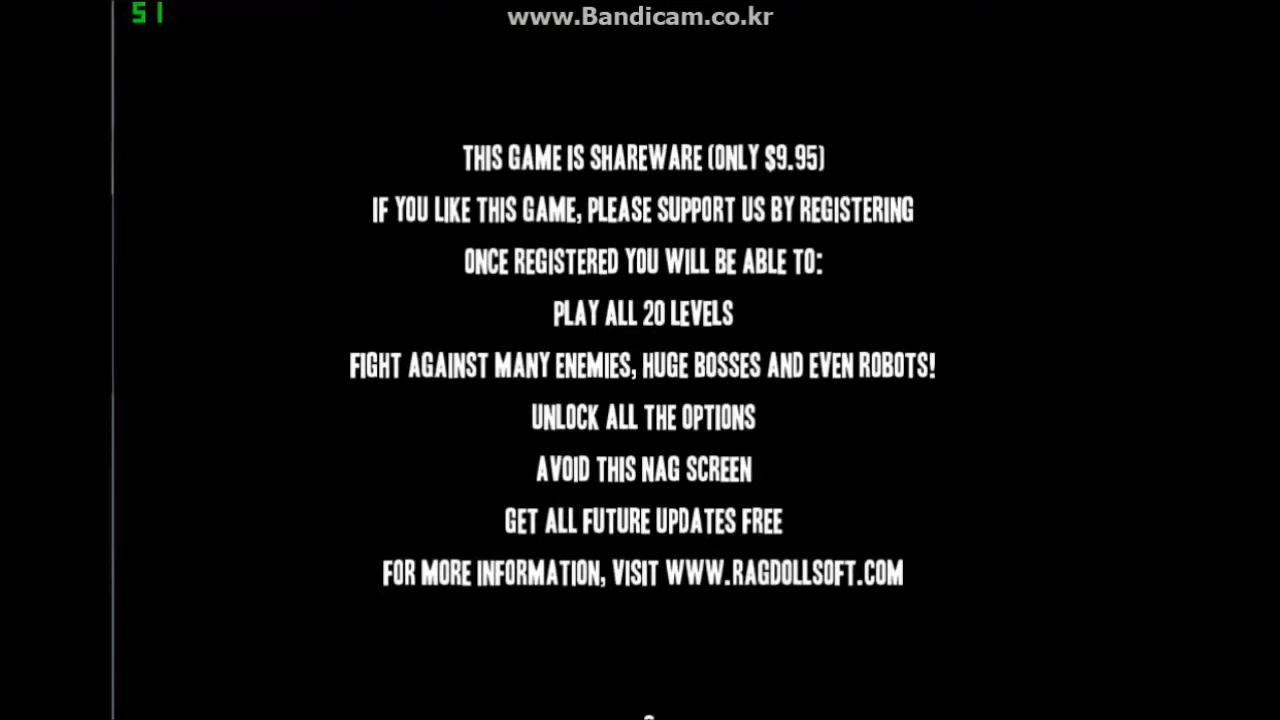 51
www.Bandicam.co.kr
THIS GAME IS SHAREWARE (ONLY $9.95)
IF YOU LIKE THIS GAME, PLEASE SUPPORT US BY REGISTERING
ONCE REGISTERED YOU WILL BE ABLE TO:
PLAY ALL 20 LEVELS
FIGHT AGAINST MANY ENEMIES, HUGE BOSSES AND EVEN ROBOTS!
UNLOCK ALL THE OPTIONS
AVOID THIS NAG SCREEN
GET ALL FUTURE UPDATES FREE
FOR MORE INFORMATION, VISIT WWW.RAGDOLLSOFT.COM